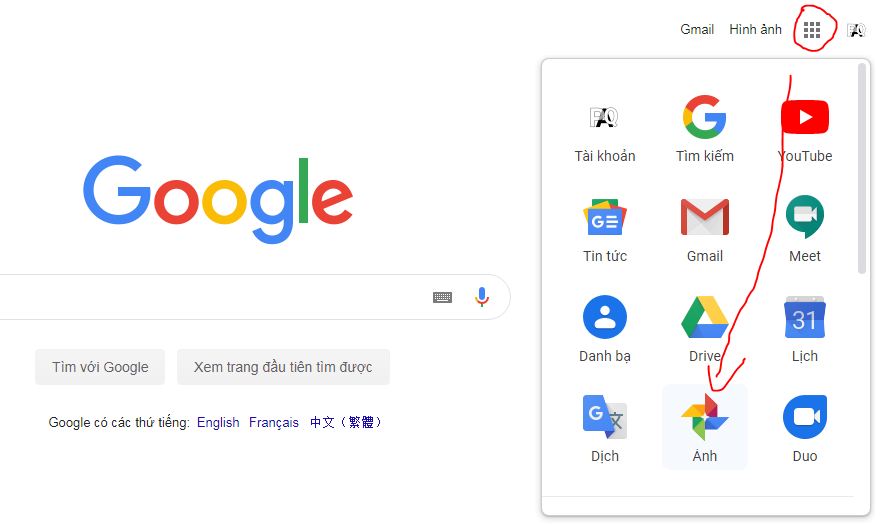 Gmail Hình ảnh
Google
Tìm với Google Xem trang đầu tiên tìm được
Google có các thứ tiếng: English Français 中文（繁體）
Tài khoản Tìm kiếm YouTube
Tin tức Gmail Meet
31
Danh bạ Drive Lịch
Dịch Ảnh Duo